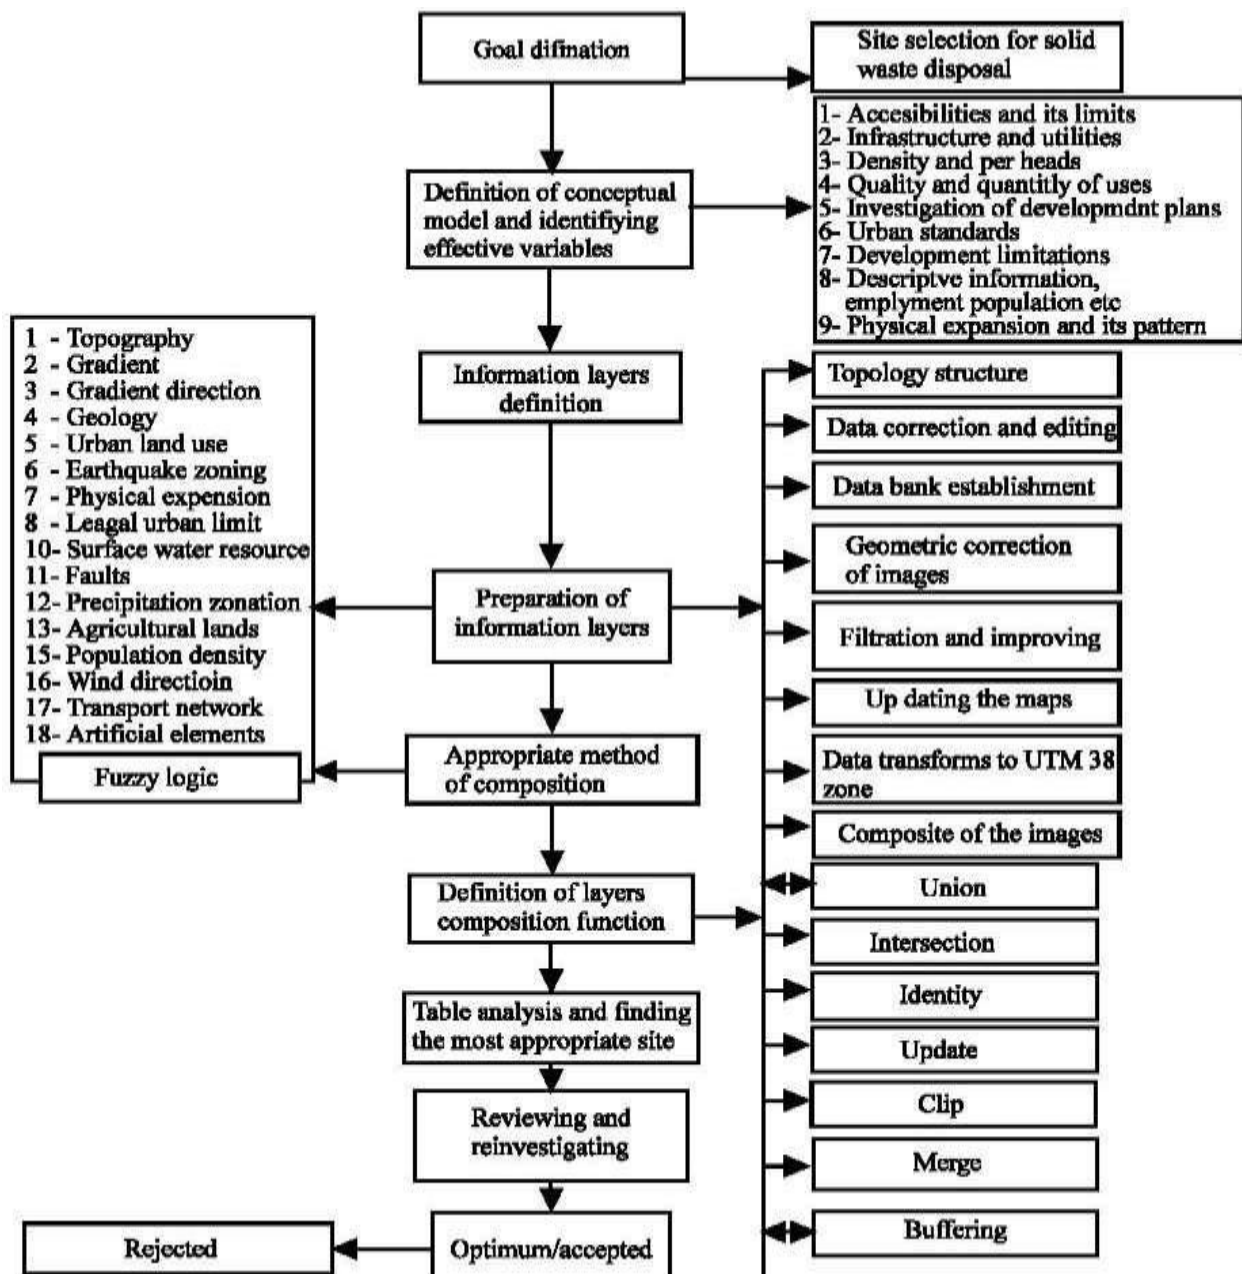 Goal difination
Site selection for solid
waste disposal
1- Accesibilities and its limits
2- Infrastructure and utilities
3- Density and per heads
4- Quality and quantitly of uses
5- Investigation of developmdnt plans
6- Urban standards
7- Development limitations
8- Descriptve information,
emplyment population etc
9- Physical expansion and its pattern
Definition of conceptual
model and identifiying
effective variables
1 - Topography
2 - Gradient
3 - Gradient direction
4 - Geology
5 - Urban land use
6 - Earthquake zoning
7 - Physical expension
8 - Leagal urban limit
10- Surface water resource
11- Faults
12- Precipitation zonation
13- Agricultural lands
15- Population density
16- Wind directioin
17- Transport network
18- Artificial elements
Fuzzy logic
Information layers
definition
Preparation of
information layers
Appropriate method
of composition
Definition of layers
composition function
Table analysis and finding
the most appropriate site
Reviewing and
reinvestigating
Optimum/accepted
Rejected
Topology structure
Data correction and editing
Data bank establishment
Geometric correction
of images
Filtration and improving
Up dating the maps
Data transforms to UTM 38
zone
Composite of the images
Union
Intersection
Identity
Update
Clip
Merge
Buffering